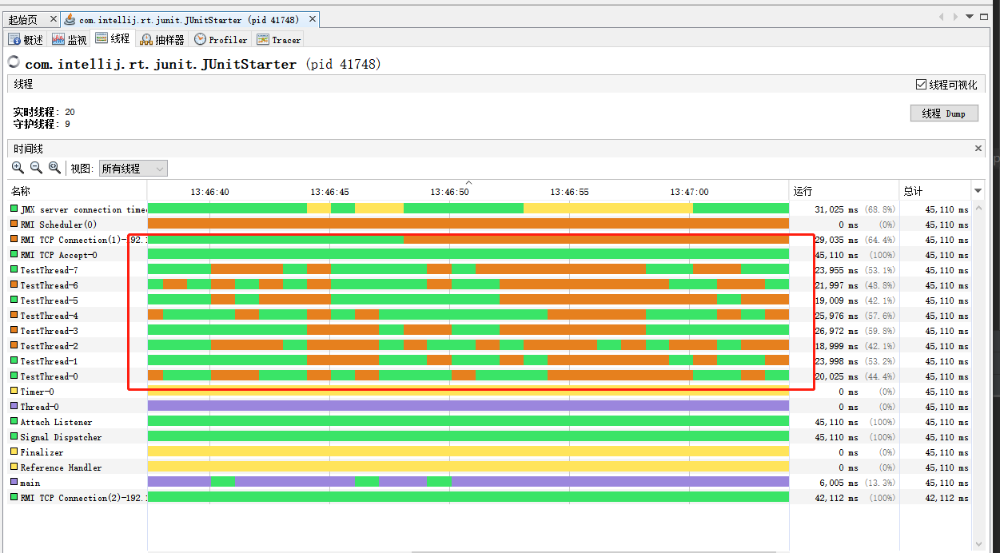 起始页 × com.intellij.rt.junit.JUnitStarter (pid 41748) ×
概述 监视 线程 抽样器 Profiler Tracer
com.intellij.rt.junit.JUnitStarter (pid 41748)
线程 线程可视化
实时线程: 20
守护线程: 9
线程 Dump
时间线
视图: 所有线程
名称 13:46:40 13:46:45 13:46:50 13:46:55 13:47:00 运行 总计
JMX server connection time 31,025 ms (68.8%) 45,110 ms
RMI Scheduler(0) 0 ms (0%) 45,110 ms
RMI TCP Connection(1)-192. 29,035 ms (64.4%) 45,110 ms
RMI TCP Accept-0 45,110 ms (100%) 45,110 ms
TestThread-7 23,955 ms (53.1%) 45,110 ms
TestThread-6 21,997 ms (48.8%) 45,110 ms
TestThread-5 19,009 ms (42.1%) 45,110 ms
TestThread-4 25,976 ms (57.6%) 45,110 ms
TestThread-3 26,972 ms (59.8%) 45,110 ms
TestThread-2 18,999 ms (42.1%) 45,110 ms
TestThread-1 23,998 ms (53.2%) 45,110 ms
TestThread-0 20,025 ms (44.4%) 45,110 ms
Timer-0 0 ms (0%) 45,110 ms
Thread-0 0 ms (0%) 45,110 ms
Attach Listener 45,110 ms (100%) 45,110 ms
Signal Dispatcher 45,110 ms (100%) 45,110 ms
Finalizer 0 ms (0%) 45,110 ms
Reference Handler 0 ms (0%) 45,110 ms
main 6,005 ms (13.3%) 45,110 ms
RMI TCP Connection(2)-192. 42,112 ms (100%) 42,112 ms